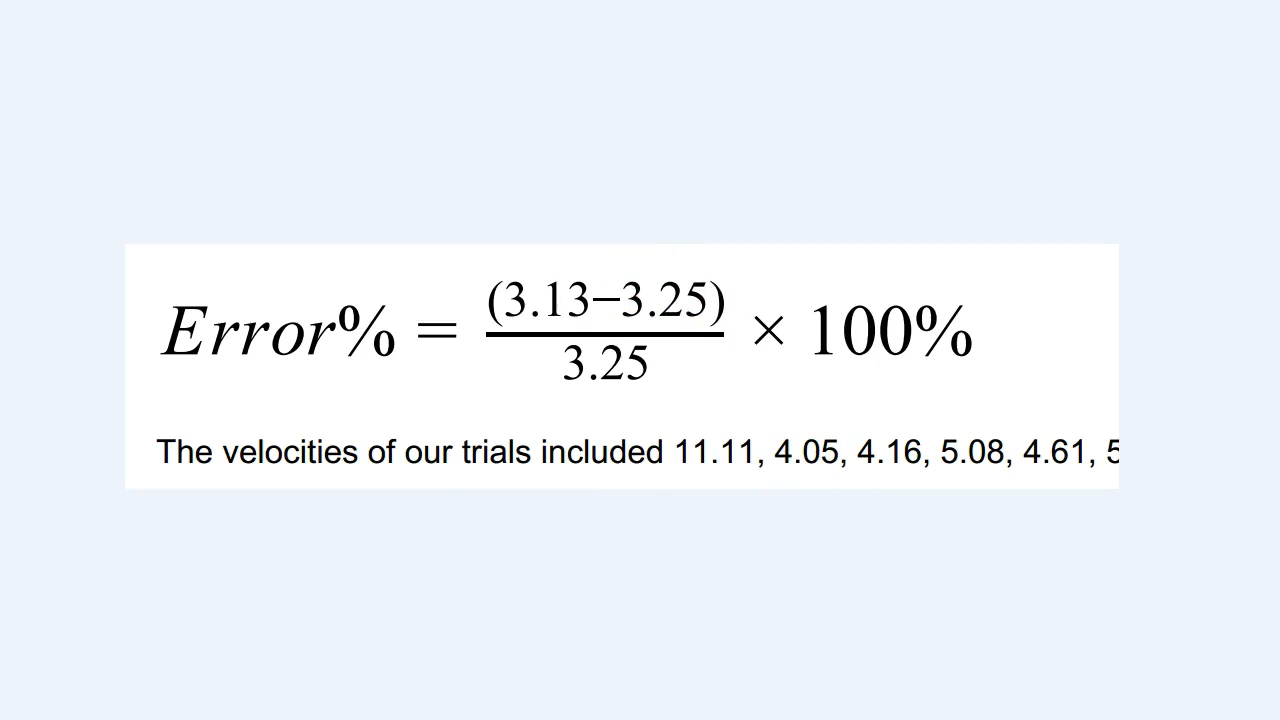 Error% = (3.13−3.25)/3.25 × 100%
The velocities of our trials included 11.11, 4.05, 4.16, 5.08, 4.61,